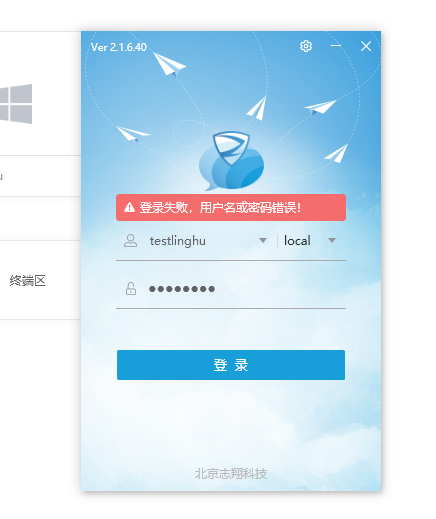 Ver 2.1.6.40
登录失败，用户名或密码错误！
testlinghu local
●●●●●●●●
终端区
登 录
北京志翔科技